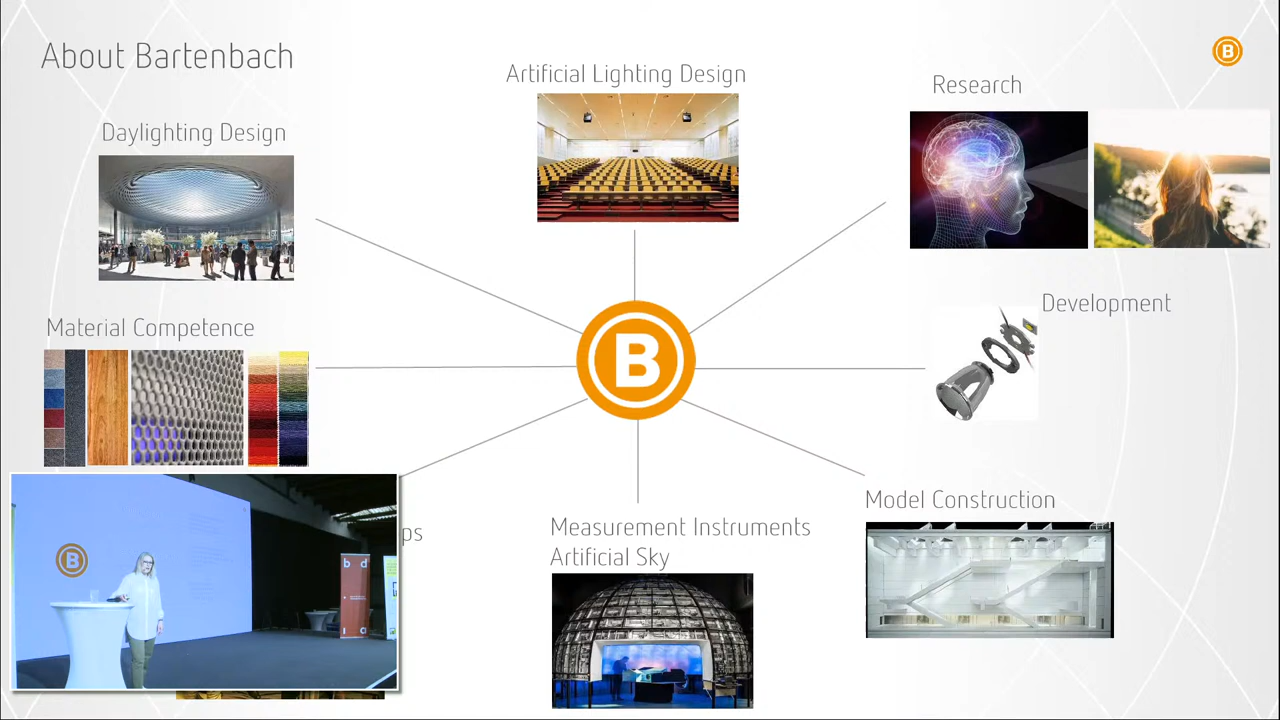 About Bartenbach
B
Artificial Lighting Design
Research
Daylighting Design
Development
Material Competence
B
Model Construction
Measurement Instruments
Artificial Sky
ps
B
b d
l o